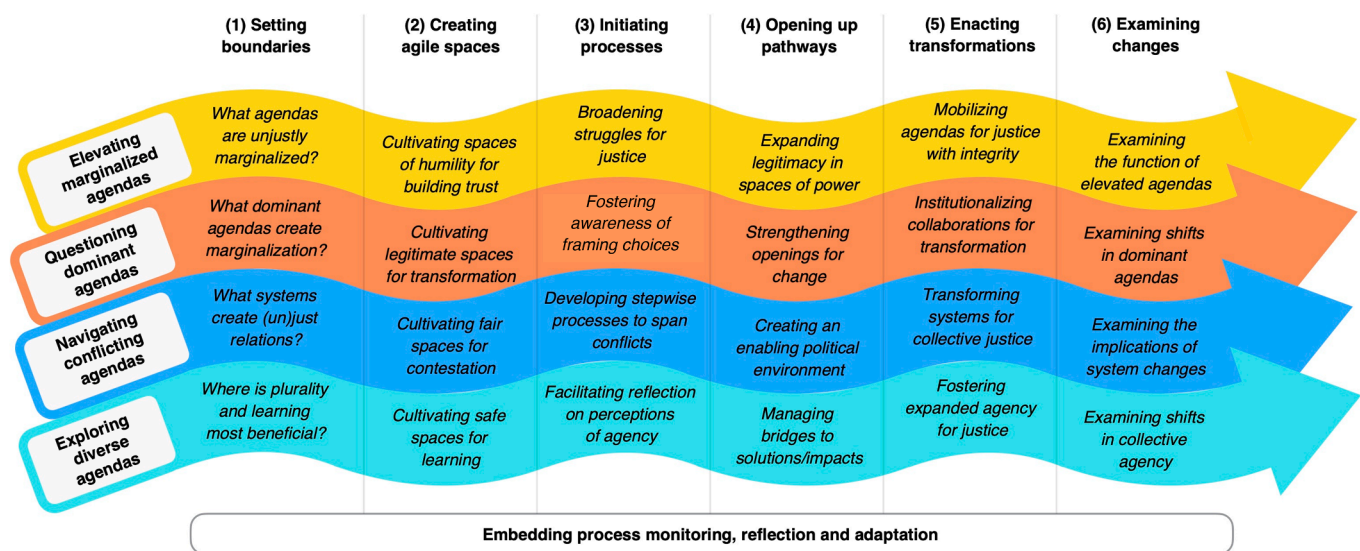 (1) Setting
boundaries
(2) Creating
agile spaces
(3) Initiating
processes
(4) Opening up
pathways
(5) Enacting
transformations
(6) Examining
changes
Elevating
marginalized
agendas
What agendas
are unjustly
marginalized?
Cultivating spaces
of humility for
building trust
Broadening
struggles for
justice
Expanding
legitimacy in
spaces of power
Mobilizing
agendas for justice
with integrity
Examining
the function of
elevated agendas
Questioning
dominant
agendas
What dominant
agendas create
marginalization?
Cultivating
legitimate spaces
for transformation
Fostering
awareness of
framing choices
Strengthening
openings for
change
Institutionalizing
collaborations for
transformation
Examining shifts
in dominant
agendas
Navigating
conflicting
agendas
What systems
create (un)just
relations?
Cultivating fair
spaces for
contestation
Developing stepwise
processes to span
conflicts
Creating an
enabling political
environment
Transforming
systems for
collective justice
Examining the
implications of
system changes
Exploring
diverse
agendas
Where is plurality
and learning
most beneficial?
Cultivating safe
spaces for
learning
Facilitating reflection
on perceptions
of agency
Managing
bridges to
solutions/impacts
Fostering
expanded agency
for justice
Examining shifts
in collective
agency
Embedding process monitoring, reflection and adaptation